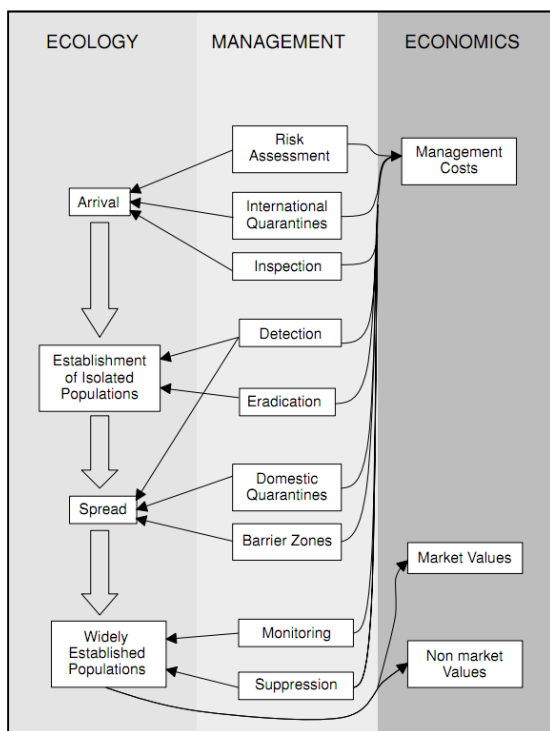 ECOLOGY
MANAGEMENT
ECONOMICS
Risk
Assessment
Management
Costs
Arrival
International
Quarantines
Inspection
Detection
Establishment
of Isolated
Populations
Eradication
Domestic
Quarantines
Spread
Barrier Zones
Market Values
Widely
Established
Populations
Monitoring
Non market
Values
Suppression